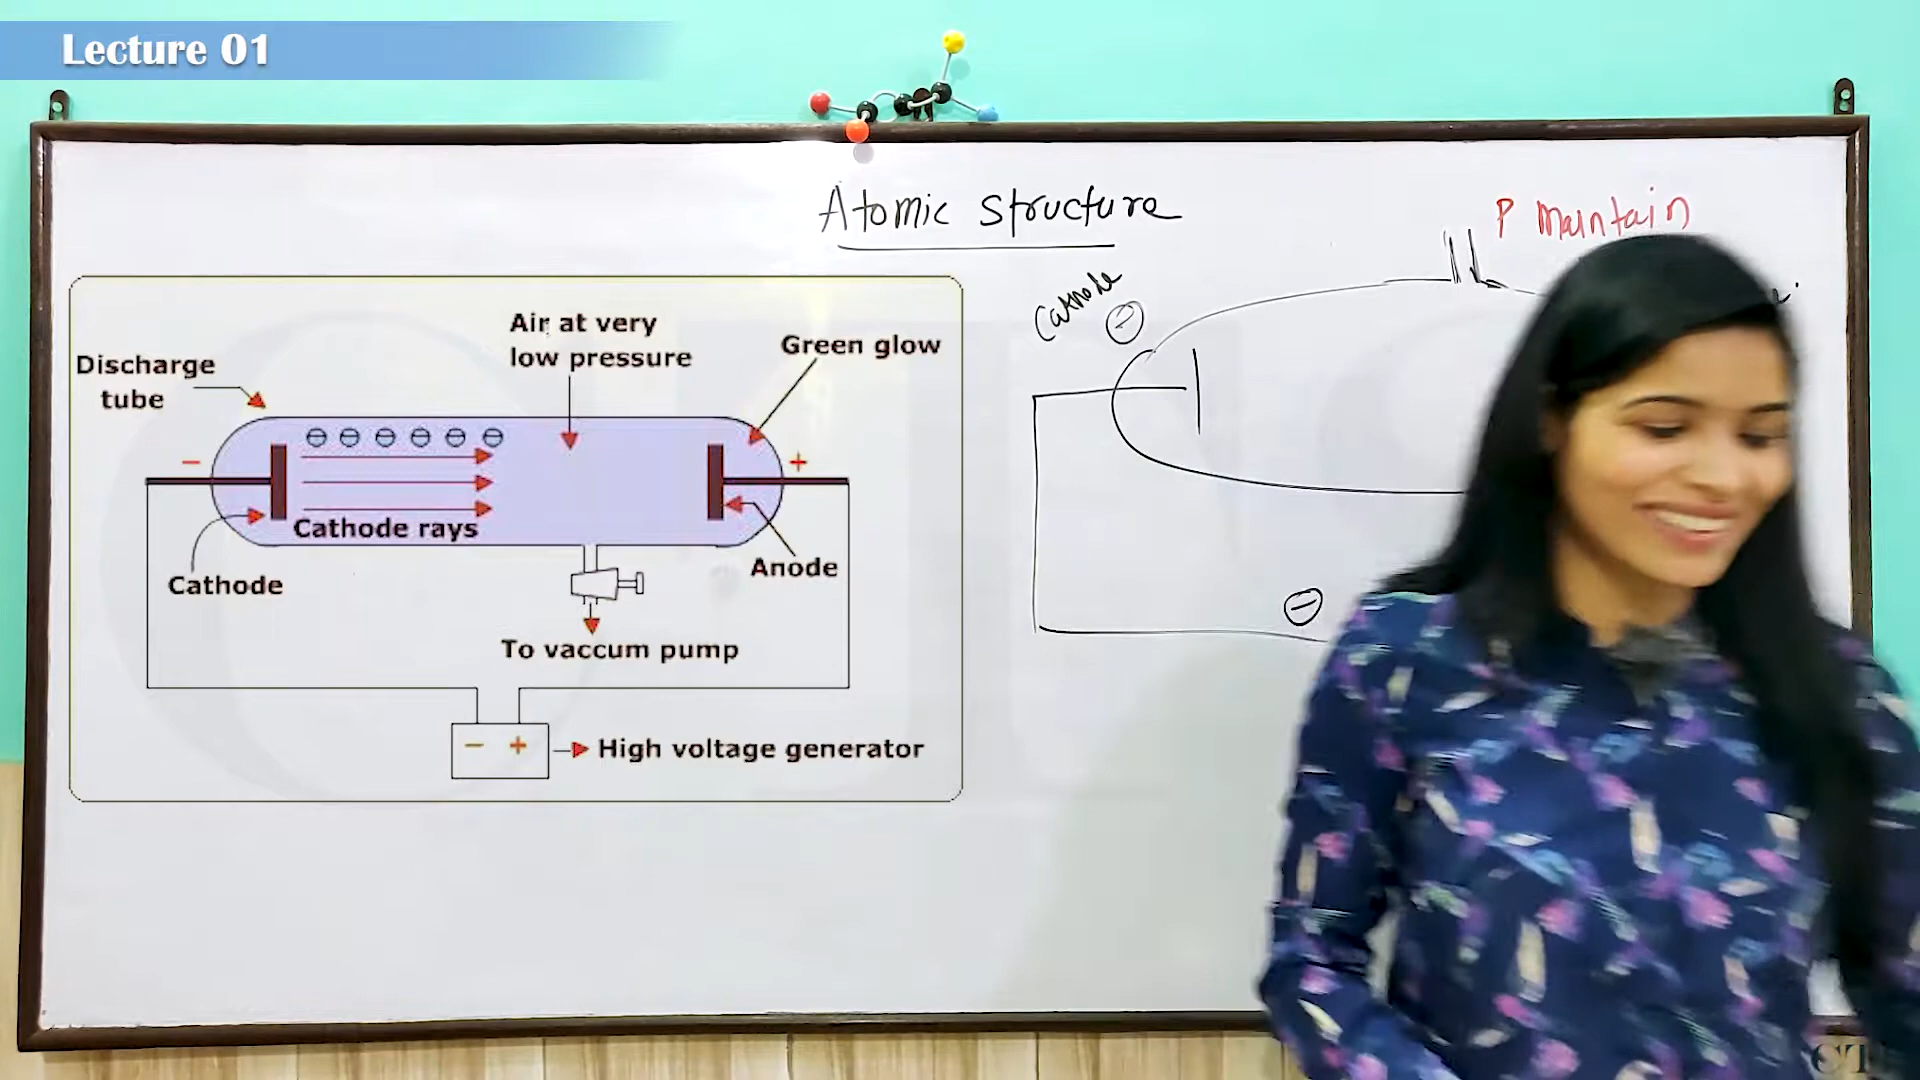 Lecture 01
Atomic structure
P Maintain
Cathode
−
Air at very
low pressure
Green glow
Discharge
tube
−
+
Cathode rays
Cathode
Anode
To vaccum pump
− +
High voltage generator
−